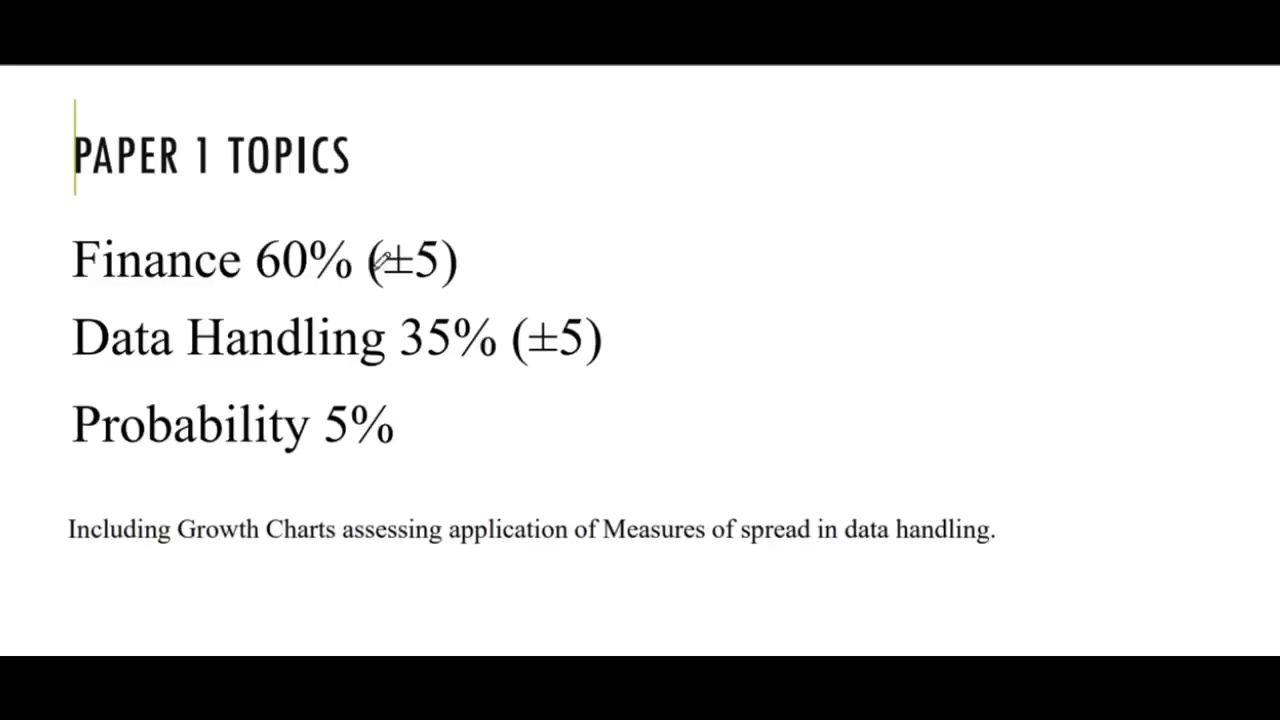 PAPER 1 TOPICS
Finance 60% (±5)
Data Handling 35% (±5)
Probability 5%
Including Growth Charts assessing application of Measures of spread in data handling.